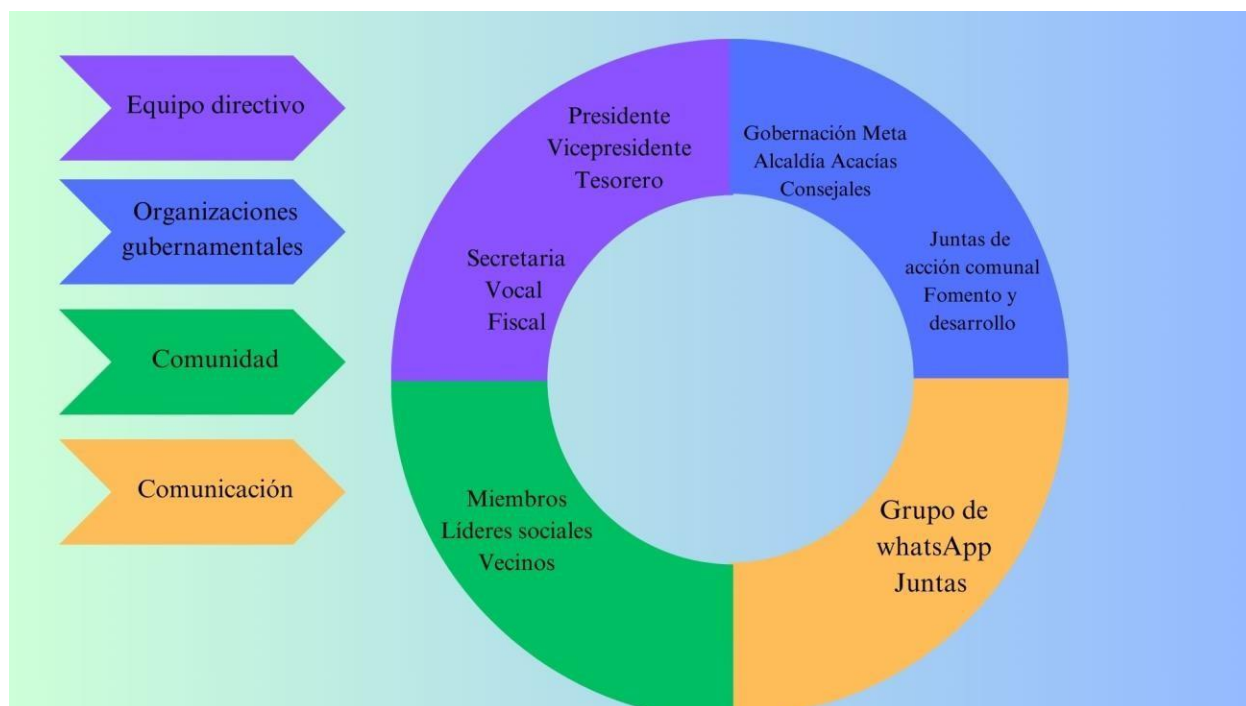 Equipo directivo
Organizaciones
gubernamentales
Comunidad
Comunicación
Presidente
Vicepresidente
Tesorero
Secretaria
Vocal
Fiscal
Gobernación Meta
Alcaldía Acacías
Consejales
Juntas de
acción comunal
Fomento y
desarrollo
Miembros
Líderes sociales
Vecinos
Grupo de
whatsApp
Juntas